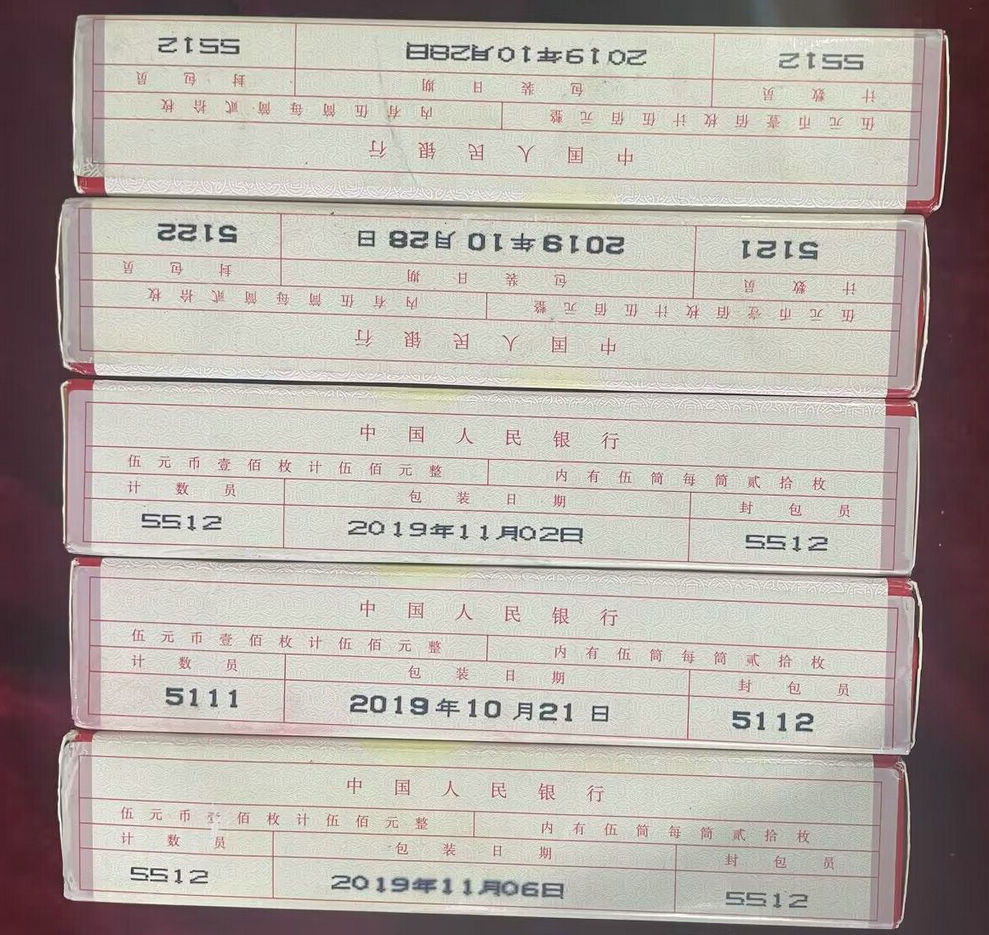 中国人民银行
伍元币壹佰枚计伍佰元整 内有伍筒每筒貳拾枚
计数员 包装日期 封包员
5512 2019年10月28日 5512
中国人民银行
伍元币壹佰枚计伍佰元整 内有伍筒每筒貳拾枚
计数员 包装日期 封包员
5121 2019年10月28日 5122
中国人民银行
伍元币壹佰枚计伍佰元整 内有伍筒每筒貳拾枚
计数员 包装日期 封包员
5512 2019年11月02日 5512
中国人民银行
伍元币壹佰枚计伍佰元整 内有伍筒每筒貳拾枚
计数员 包装日期 封包员
5111 2019年10月21日 5112
中国人民银行
伍元币壹佰枚计伍佰元整 内有伍筒每筒貳拾枚
计数员 包装日期 封包员
5512 2019年11月06日 5512